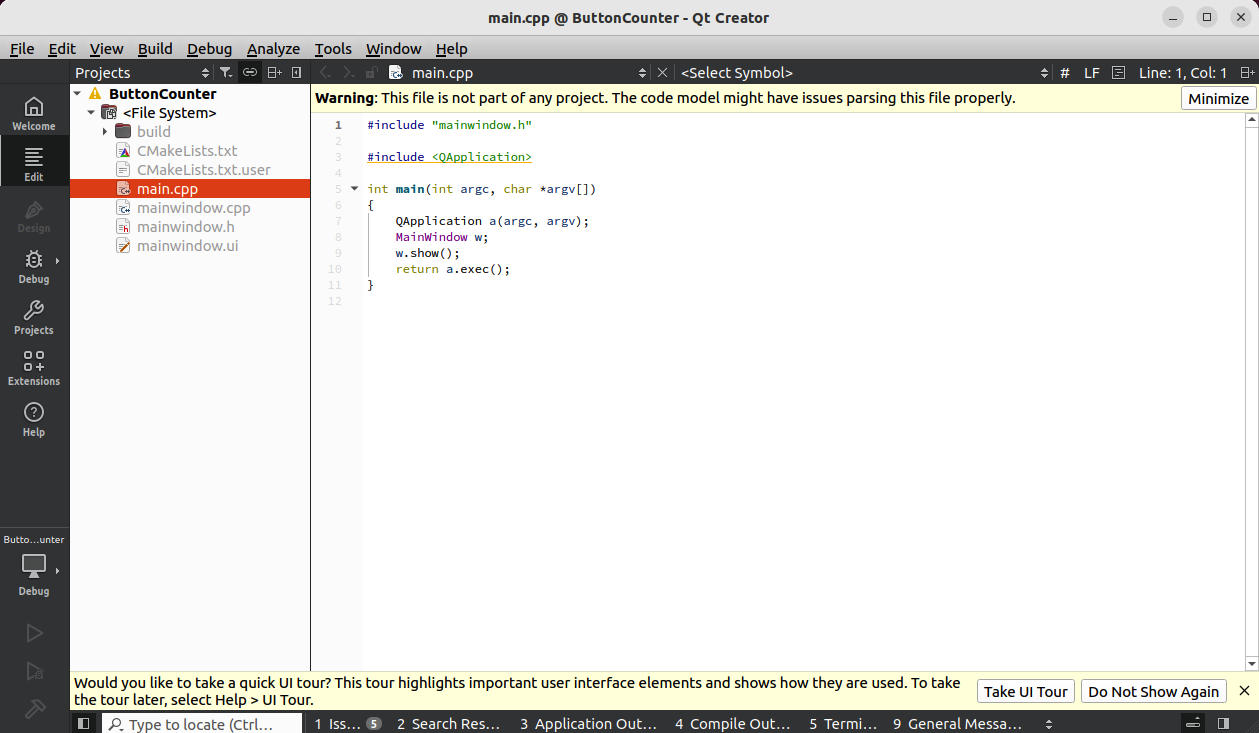 main.cpp @ ButtonCounter - Qt Creator
File Edit View Build Debug Analyze Tools Window Help
Projects
main.cpp
<Select Symbol>
# LF Line: 1, Col: 1
Welcome
Edit
Design
Debug
Projects
Extensions
Help
Butto...unter
Debug
ButtonCounter
<File System>
build
CMakeLists.txt
CMakeLists.txt.user
main.cpp
mainwindow.cpp
mainwindow.h
mainwindow.ui
Warning: This file is not part of any project. The code model might have issues parsing this file properly.
Minimize
1 #include "mainwindow.h"
2
3 #include <QApplication>
4
5 int main(int argc, char *argv[])
6 {
7 QApplication a(argc, argv);
8 MainWindow w;
9 w.show();
10 return a.exec();
11 }
12
Would you like to take a quick UI tour? This tour highlights important user interface elements and shows how they are used. To take
the tour later, select Help > UI Tour.
Take UI Tour
Do Not Show Again
Type to locate (Ctrl...
1 Iss... 5
2 Search Res...
3 Application Out...
4 Compile Out...
5 Termi...
9 General Messa...